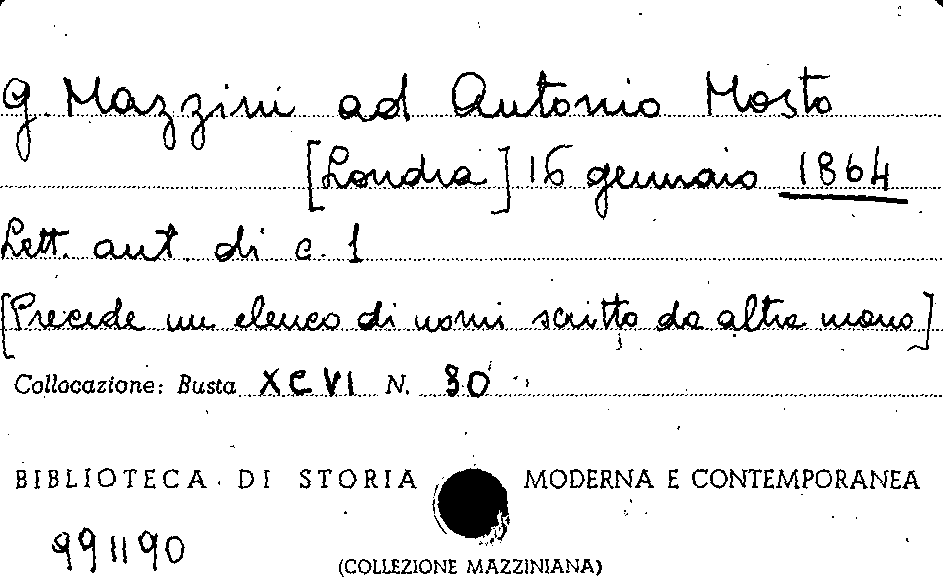 G. Mazzini ad Antonio Mosto
[Londra] 16 gennaio 1864
Lett. aut. di c. 1
[Precede un elenco di nomi scritto da altra mano]
Collocazione: Busta XCVI N. 80
BIBLIOTECA DI STORIA MODERNA E CONTEMPORANEA
991190
(COLLEZIONE MAZZINIANA)